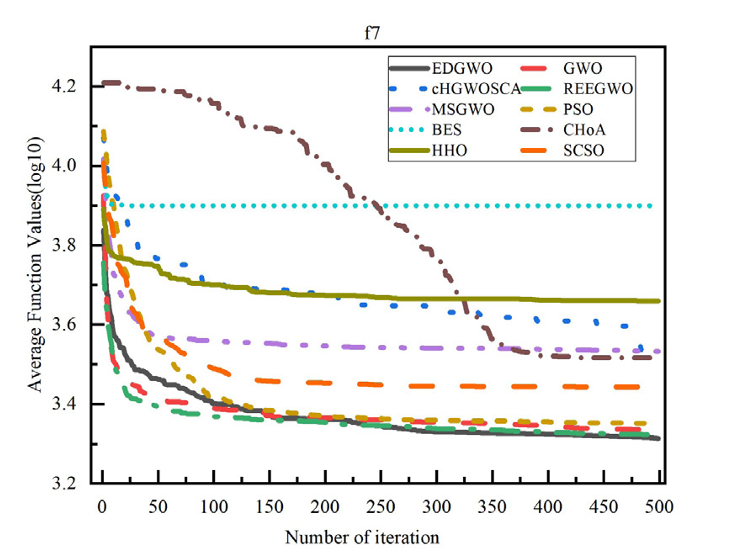 f7
EDGWO GWO
cHGWOSCA REEGWO
MSGWO PSO
BES CHoA
HHO SCSO
Average Function Values(log10)
4.2
4.0
3.8
3.6
3.4
3.2
0 50 100 150 200 250 300 350 400 450 500
Number of iteration